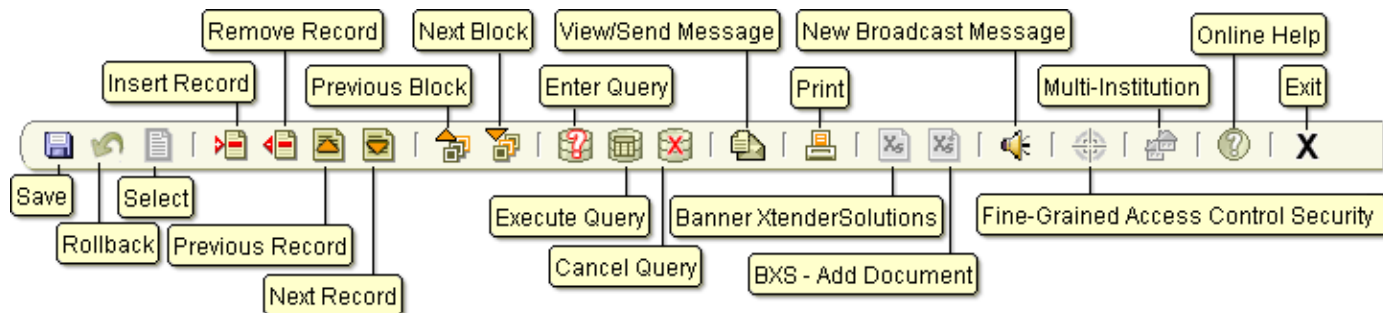 Remove Record
Next Block
View/Send Message
New Broadcast Message
Online Help
Insert Record
Previous Block
Enter Query
Print
Multi-Institution
Exit
X
Save
Select
Execute Query
Banner XtenderSolutions
Fine-Grained Access Control Security
Rollback
Previous Record
Cancel Query
BXS - Add Document
Next Record